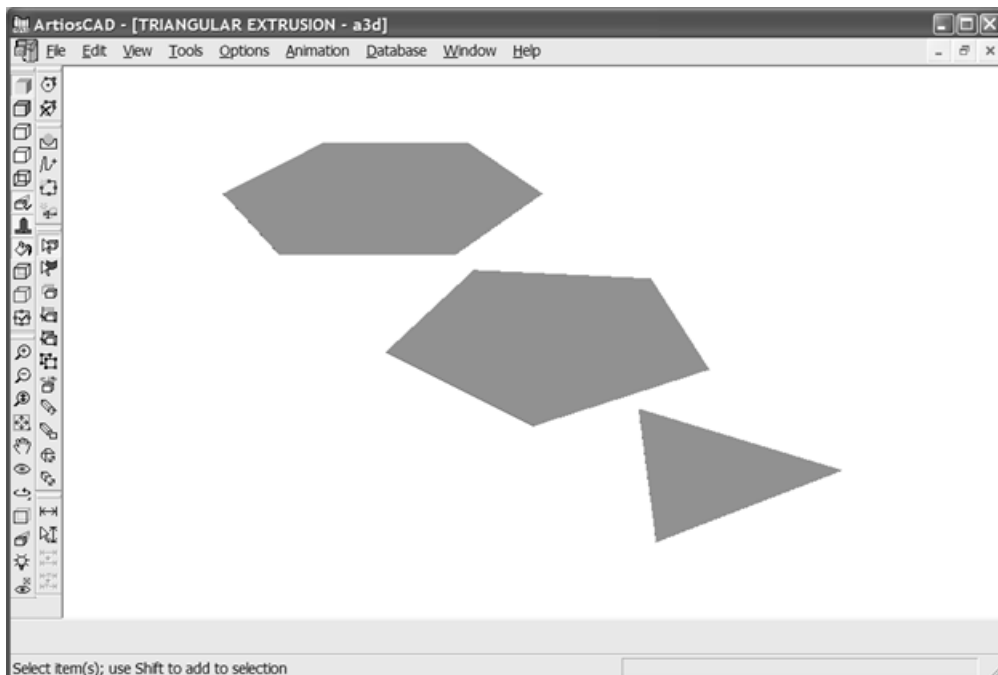 ArtiosCAD - [TRIANGULAR EXTRUSION - a3d]
File Edit View Tools Options Animation Database Window Help
Select item(s); use Shift to add to selection